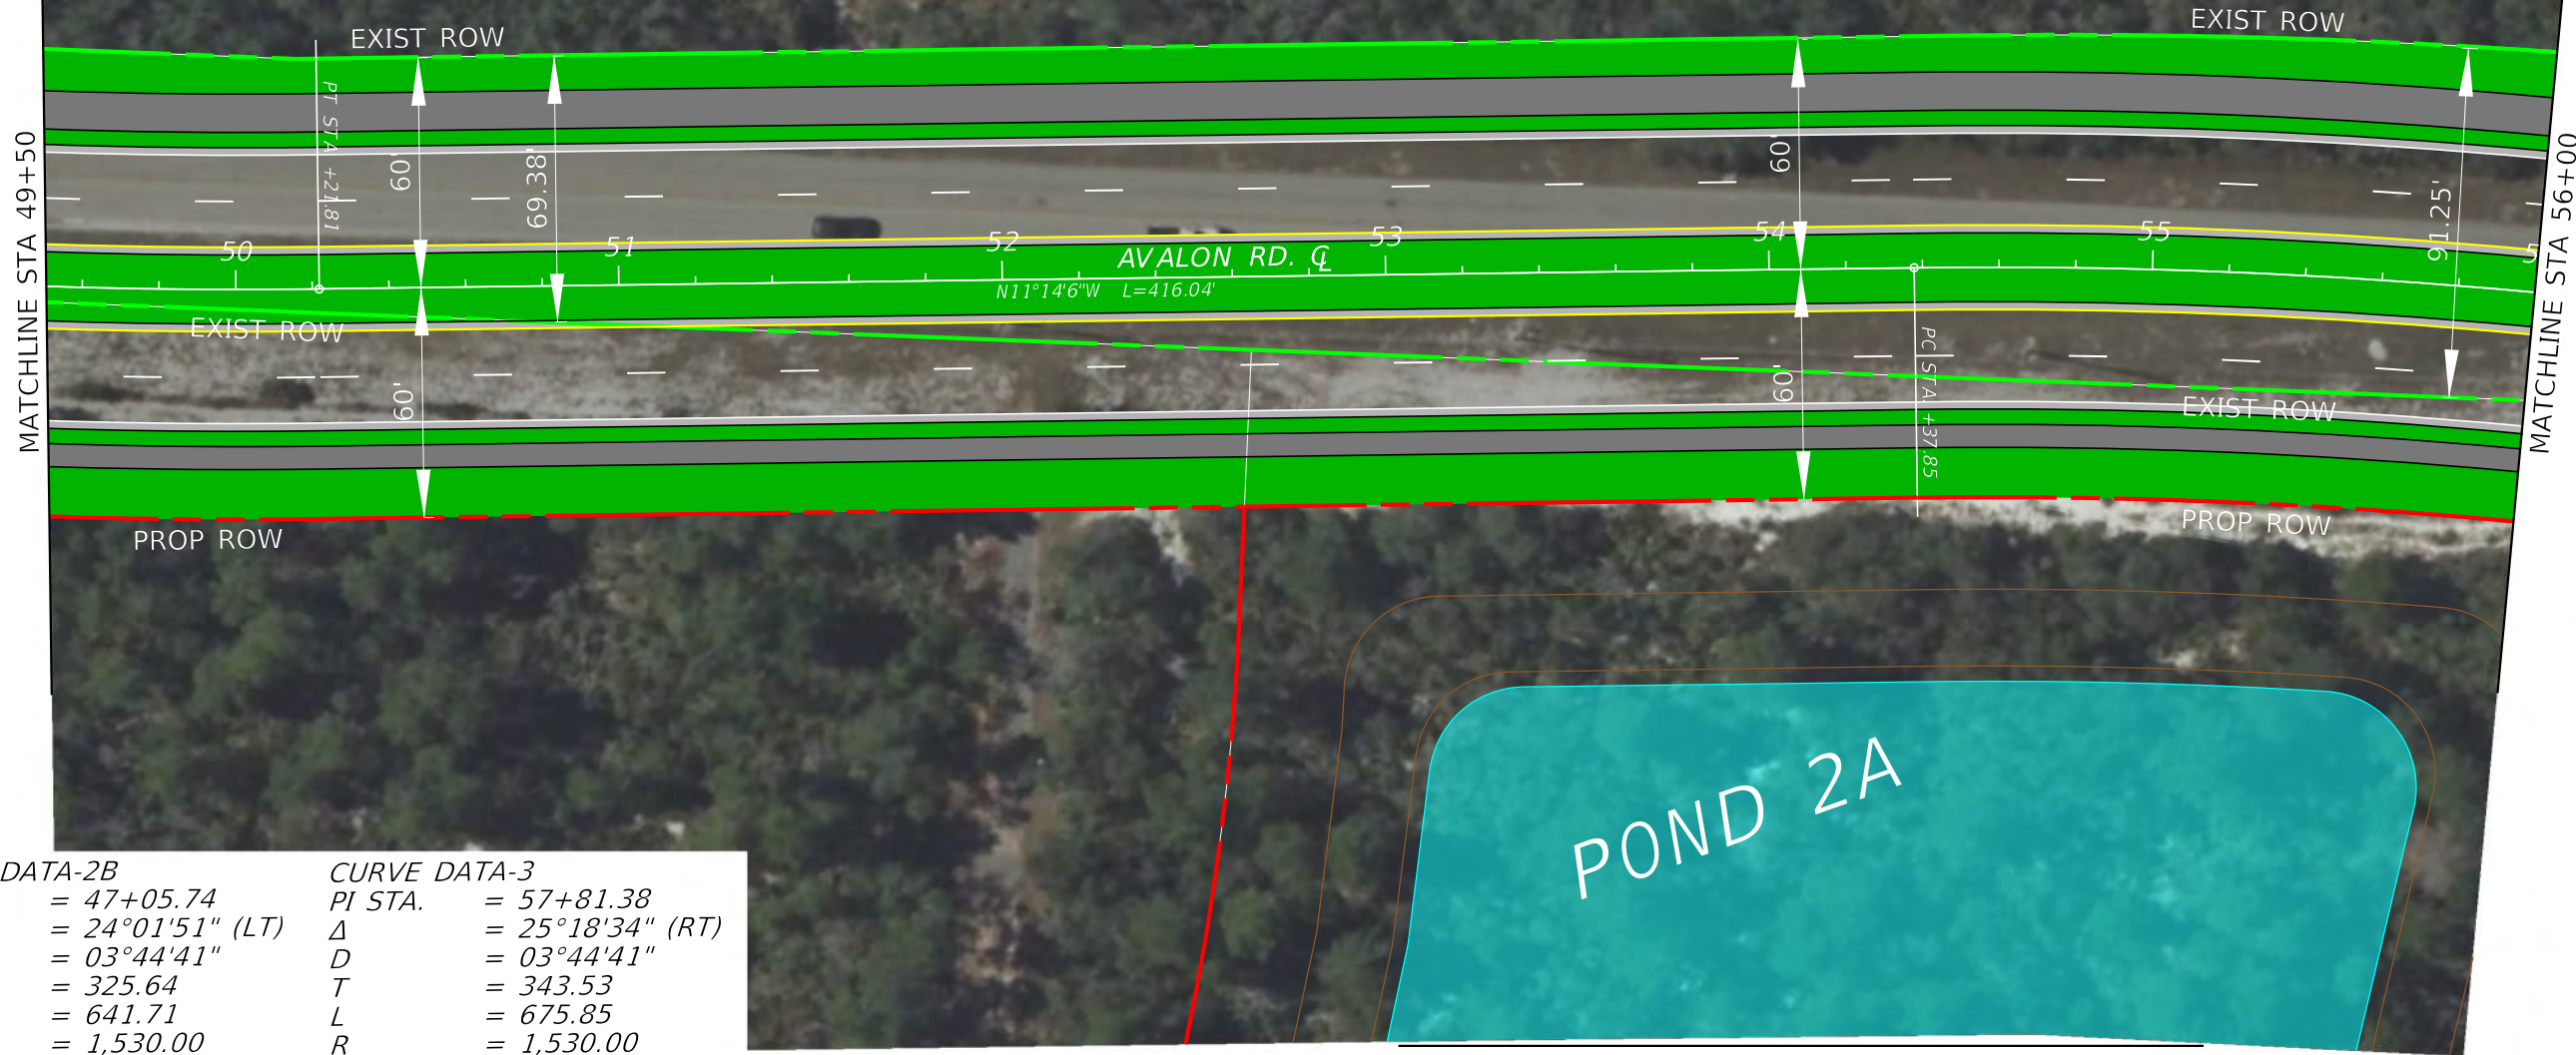 EXIST ROW
EXIST ROW
MATCHLINE STA 49+50
PT STA. +21.81
60'
69.38'
60'
91.25'
MATCHLINE STA 56+00
50
51
52
53
54
55
AVALON RD. ℄
N11°14'6"W L=416.04'
EXIST ROW
60'
60'
PC STA. +37.85
EXIST ROW
PROP ROW
PROP ROW
POND 2A
DATA-2B
= 47+05.74
= 24°01'51" (LT)
= 03°44'41"
= 325.64
= 641.71
= 1,530.00
CURVE DATA-3
PI STA. = 57+81.38
Δ = 25°18'34" (RT)
D = 03°44'41"
T = 343.53
L = 675.85
R = 1,530.00